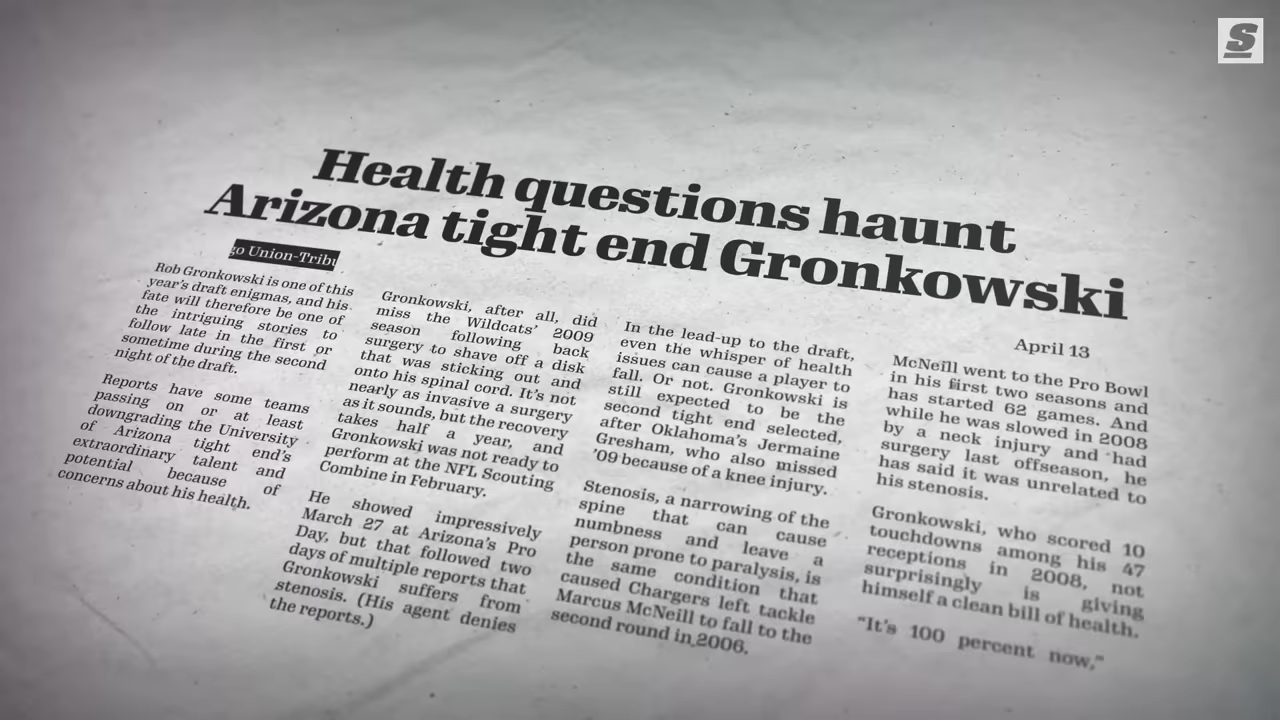 S
Health questions haunt
Arizona tight end Gronkowski
go Union-Tribu
April 13
Rob Gronkowski is one of this
year's draft enigmas, and his
fate will therefore be one of
the intriguing stories to
follow late in the first or
sometime during the second
night of the draft.
Reports have some teams
passing on or at least
downgrading the University
of Arizona tight end's
extraordinary talent and
potential because of
concerns about his health.
Gronkowski, after all, did
miss the Wildcats' 2009
season following back
surgery to shave off a disk
that was sticking out and
onto his spinal cord. It's not
nearly as invasive a surgery
as it sounds, but the recovery
takes half a year, and
Gronkowski was not ready to
perform at the NFL Scouting
Combine in February.
He showed impressively
March 27 at Arizona's Pro
Day, but that followed two
days of multiple reports that
Gronkowski suffers from
stenosis. (His agent denies
the reports.)
In the lead-up to the draft,
even the whisper of health
issues can cause a player to
fall. Or not. Gronkowski is
still expected to be the
second tight end selected,
after Oklahoma's Jermaine
Gresham, who also missed
'09 because of a knee injury.
Stenosis, a narrowing of the
spine that can cause
numbness and leave a
person prone to paralysis, is
the same condition that
caused Chargers left tackle
Marcus McNeill to fall to the
second round in 2006.
McNeill went to the Pro Bowl
in his first two seasons and
has started 62 games. And
while he was slowed in 2008
by a neck injury and had
surgery last offseason, he
has said it was unrelated to
his stenosis.
Gronkowski, who scored 10
touchdowns among his 47
receptions in 2008, not
surprisingly is giving
himself a clean bill of health.
"It's 100 percent now,"